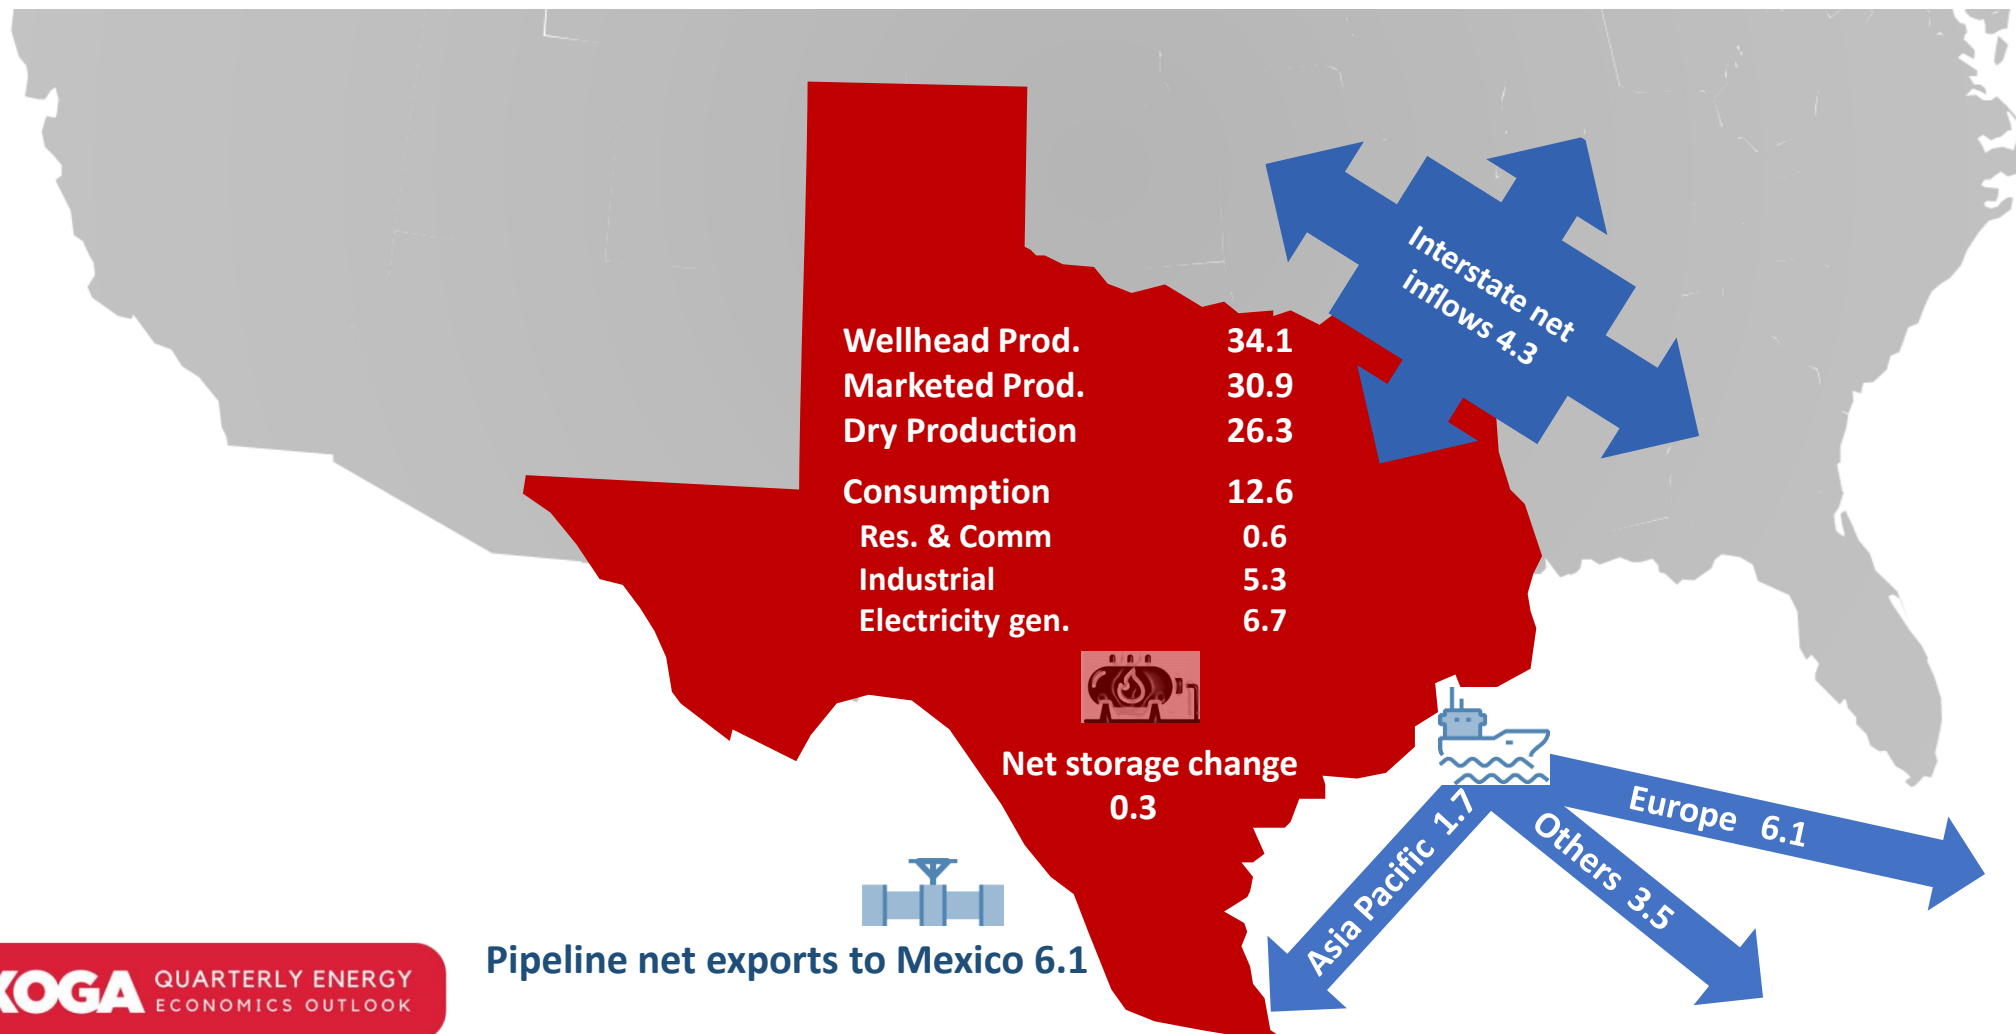 Interstate net
inflows 4.3
Wellhead Prod. 34.1
Marketed Prod. 30.9
Dry Production 26.3
Consumption 12.6
Res. & Comm 0.6
Industrial 5.3
Electricity gen. 6.7
Net storage change
0.3
Europe 6.1
Others 3.5
Asia Pacific 1.7
Pipeline net exports to Mexico 6.1
XOGA QUARTERLY ENERGY
ECONOMICS OUTLOOK